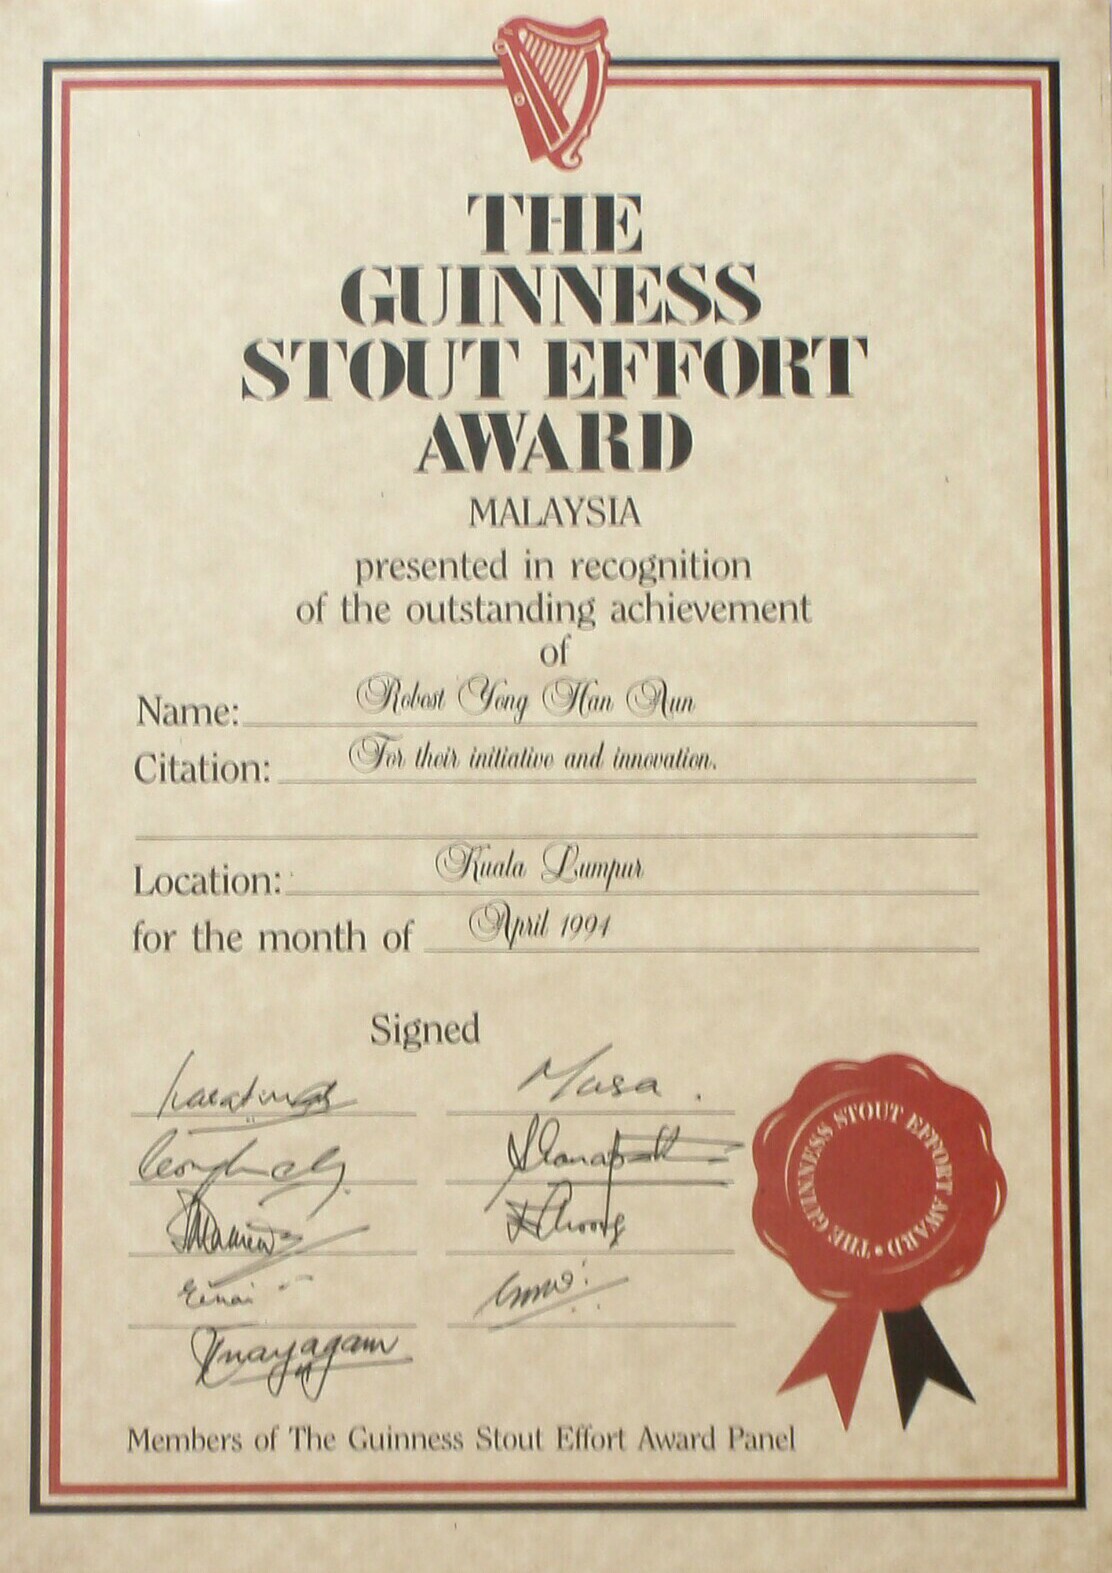 THE
GUINNESS
STOUT EFFORT
AWARD
MALAYSIA
presented in recognition
of the outstanding achievement
of
Name: Robost Yong Han Aun
Citation: For their initiative and innovation.
Location: Kuala Lumpur
for the month of April 1994
Signed
Masa
THE GUINNESS STOUT EFFORT AWARD
Members of The Guinness Stout Effort Award Panel